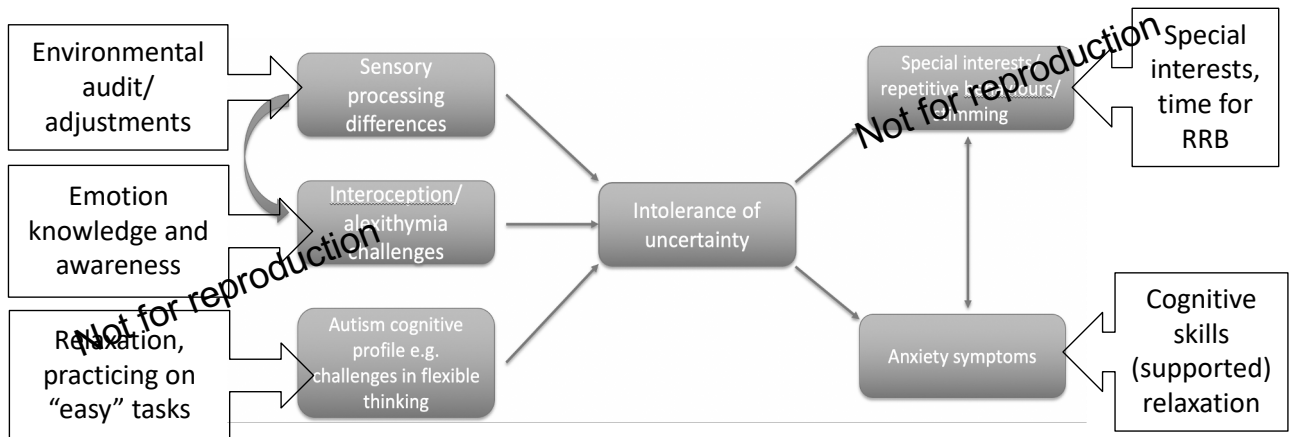 Environmental
audit/
adjustments
Emotion
knowledge and
awareness
Relaxation,
practicing on
“easy” tasks
Sensory
processing
differences
Interoception/
alexithymia
challenges
Autism cognitive
profile e.g.
challenges in flexible
thinking
Not for reproduction
Intolerance of
uncertainty
Special interests/
repetitive behaviours/
stimming
Not for reproduction
Anxiety symptoms
Special
interests,
time for
RRB
Cognitive
skills
(supported)
relaxation